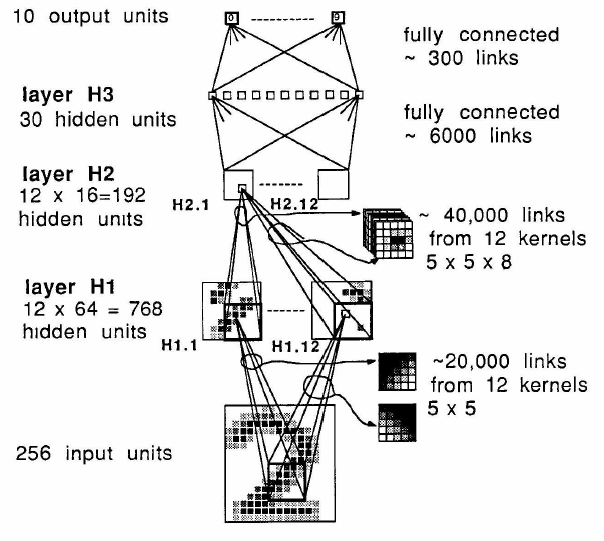 10 output units
0
9
fully connected
~ 300 links
layer H3
30 hidden units
fully connected
~ 6000 links
layer H2
12 x 16=192
hidden units
H2.1
H2.12
~ 40,000 links
from 12 kernels
5 x 5 x 8
layer H1
12 x 64 = 768
hidden units
H1.1
H1.12
~20,000 links
from 12 kernels
5 x 5
256 input units